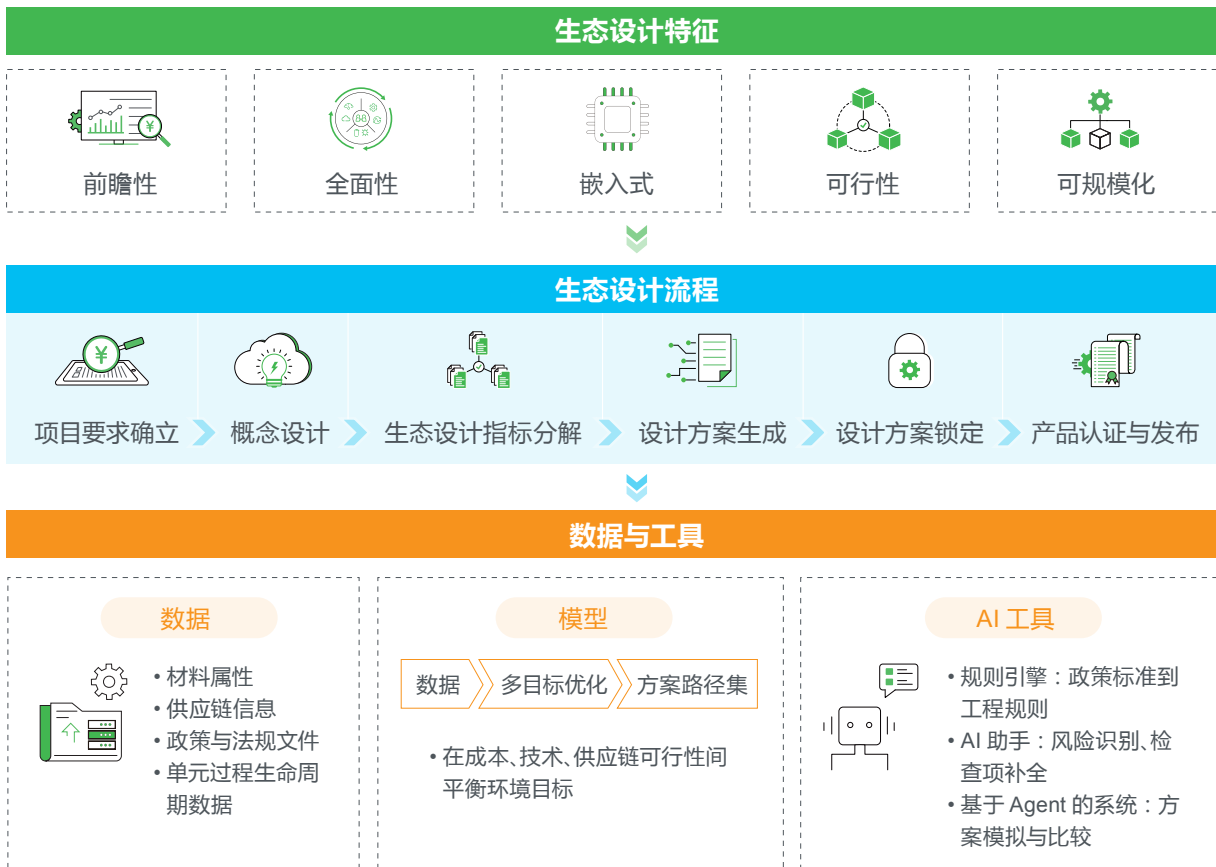 生态设计特征
前瞻性
全面性
嵌入式
可行性
可规模化
生态设计流程
项目要求确立
概念设计
生态设计指标分解
设计方案生成
设计方案锁定
产品认证与发布
数据与工具
数据
• 材料属性
• 供应链信息
• 政策与法规文件
• 单元过程生命周
期数据
模型
数据
多目标优化
方案路径集
• 在成本、技术、供应链可行性间
平衡环境目标
AI 工具
• 规则引擎：政策标准到
工程规则
• AI 助手：风险识别、检
查项补全
• 基于 Agent 的系统：方
案模拟与比较